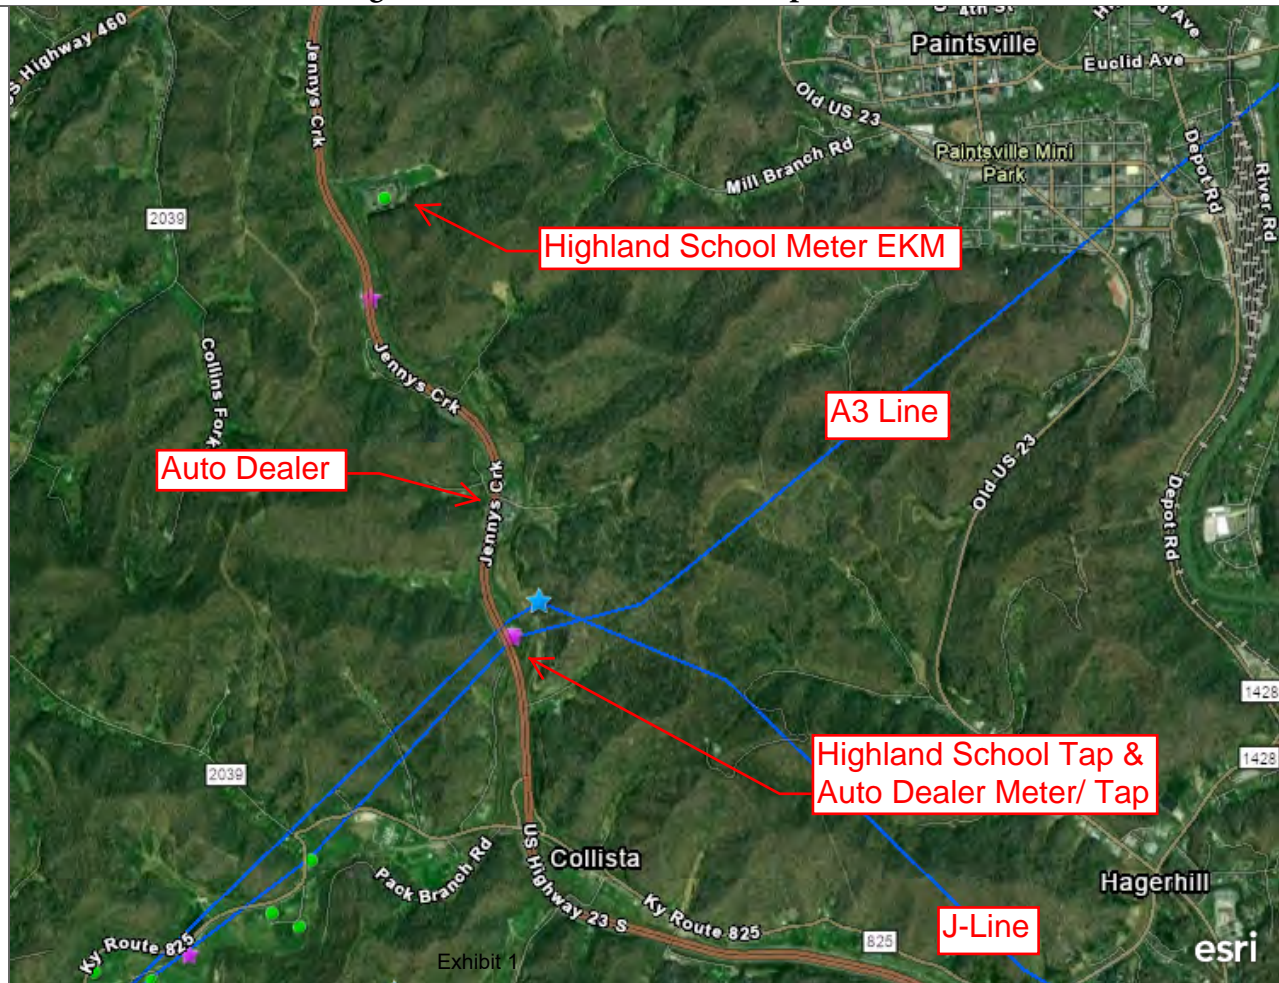 US Highway 460
Jennys Crk
4th St
Paintsville
Euclid Ave
Old US 23
Depot Rd
River Rd
Mill Branch Rd
Paintsville Mini
Park
2039
Highland School Meter EKM
Collins Fork
Jennys Crk
A3 Line
Auto Dealer
Jennys Crk
Old US 23
Depot Rd
1428
Highland School Tap &
Auto Dealer Meter/ Tap
1428
2039
US Highway 23 S
Collista
Pack Branch Rd
Hagerhill
Ky Route 825
Ky Route 825
825
J-Line
esri
Exhibit 1